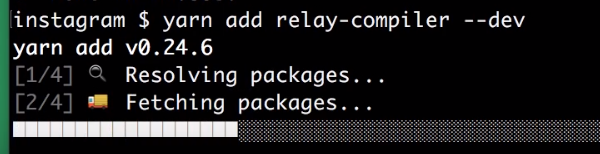 instagram $ yarn add relay-compiler --dev
yarn add v0.24.6
[1/4] 🔍 Resolving packages...
[2/4] 🚚 Fetching packages...